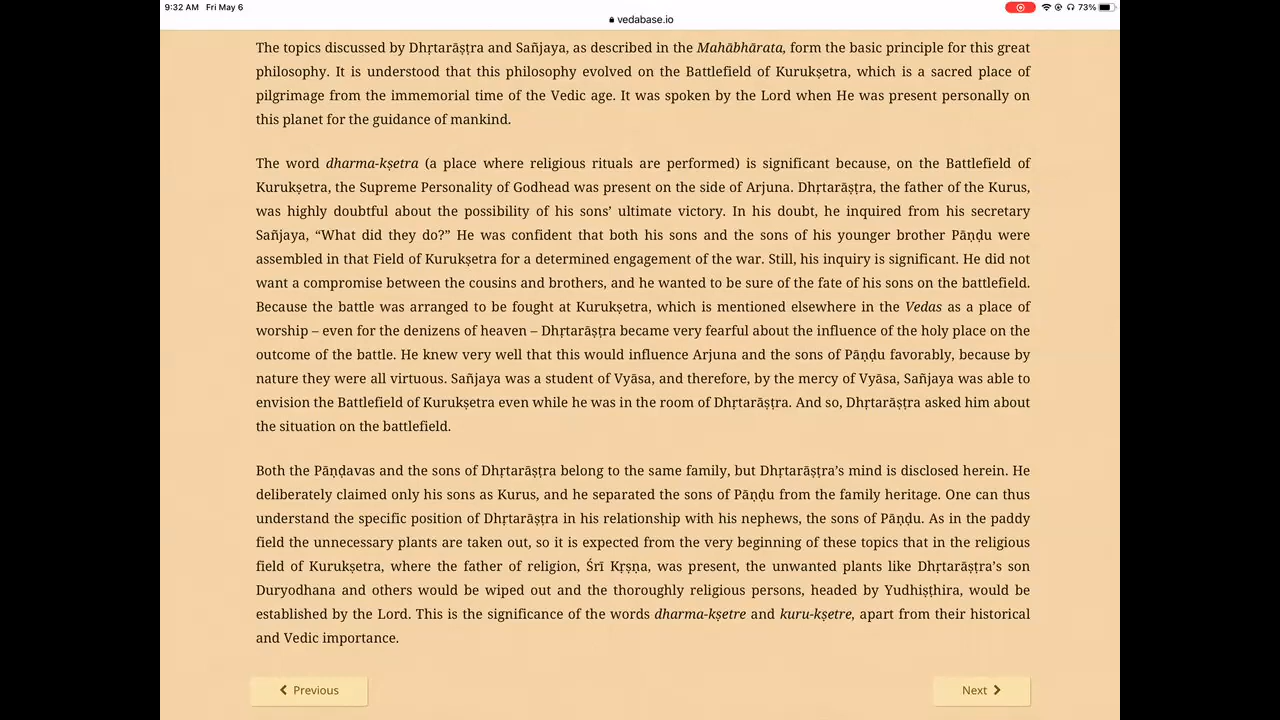 9:32 AM Fri May 6
73%
vedabase.io
The topics discussed by Dhṛtarāṣṭra and Sañjaya, as described in the Mahābhārata, form the basic principle for this great
philosophy. It is understood that this philosophy evolved on the Battlefield of Kurukṣetra, which is a sacred place of
pilgrimage from the immemorial time of the Vedic age. It was spoken by the Lord when He was present personally on
this planet for the guidance of mankind.
The word dharma-kṣetra (a place where religious rituals are performed) is significant because, on the Battlefield of
Kurukṣetra, the Supreme Personality of Godhead was present on the side of Arjuna. Dhṛtarāṣṭra, the father of the Kurus,
was highly doubtful about the possibility of his sons’ ultimate victory. In his doubt, he inquired from his secretary
Sañjaya, “What did they do?” He was confident that both his sons and the sons of his younger brother Pāṇḍu were
assembled in that Field of Kurukṣetra for a determined engagement of the war. Still, his inquiry is significant. He did not
want a compromise between the cousins and brothers, and he wanted to be sure of the fate of his sons on the battlefield.
Because the battle was arranged to be fought at Kurukṣetra, which is mentioned elsewhere in the Vedas as a place of
worship – even for the denizens of heaven – Dhṛtarāṣṭra became very fearful about the influence of the holy place on the
outcome of the battle. He knew very well that this would influence Arjuna and the sons of Pāṇḍu favorably, because by
nature they were all virtuous. Sañjaya was a student of Vyāsa, and therefore, by the mercy of Vyāsa, Sañjaya was able to
envision the Battlefield of Kurukṣetra even while he was in the room of Dhṛtarāṣṭra. And so, Dhṛtarāṣṭra asked him about
the situation on the battlefield.
Both the Pāṇḍavas and the sons of Dhṛtarāṣṭra belong to the same family, but Dhṛtarāṣṭra’s mind is disclosed herein. He
deliberately claimed only his sons as Kurus, and he separated the sons of Pāṇḍu from the family heritage. One can thus
understand the specific position of Dhṛtarāṣṭra in his relationship with his nephews, the sons of Pāṇḍu. As in the paddy
field the unnecessary plants are taken out, so it is expected from the very beginning of these topics that in the religious
field of Kurukṣetra, where the father of religion, Śrī Kṛṣṇa, was present, the unwanted plants like Dhṛtarāṣṭra’s son
Duryodhana and others would be wiped out and the thoroughly religious persons, headed by Yudhiṣṭhira, would be
established by the Lord. This is the significance of the words dharma-kṣetre and kuru-kṣetre, apart from their historical
and Vedic importance.
Previous
Next